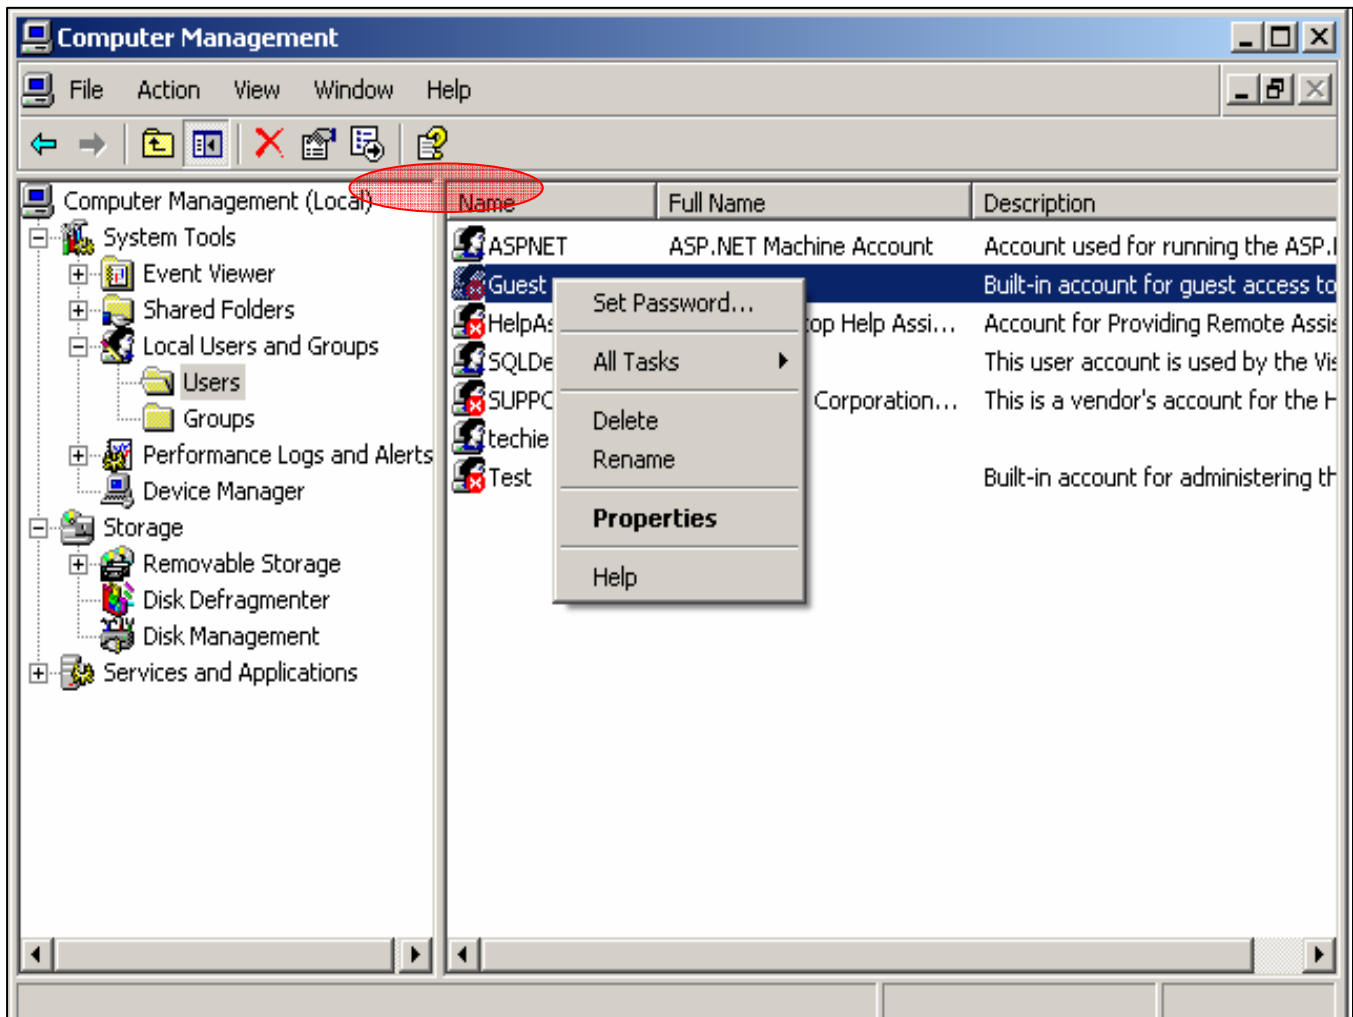 Computer Management
File Action View Window Help
Computer Management (Local)
System Tools
Event Viewer
Shared Folders
Local Users and Groups
Users
Groups
Performance Logs and Alerts
Device Manager
Storage
Removable Storage
Disk Defragmenter
Disk Management
Services and Applications
Name Full Name Description
ASPNET ASP.NET Machine Account Account used for running the ASP.
Guest Built-in account for guest access to
HelpAs top Help Assi... Account for Providing Remote Assis
SQLDe This user account is used by the Vis
SUPPO Corporation... This is a vendor's account for the H
techie
Test Built-in account for administering th
Set Password...
All Tasks
Delete
Rename
Properties
Help